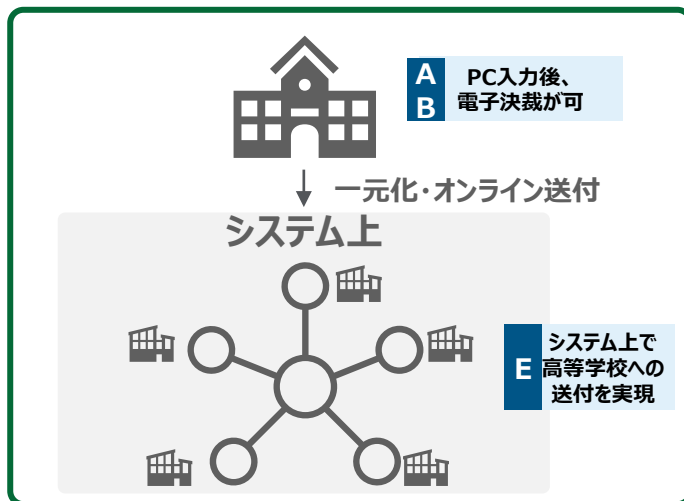 A
B
PC入力後、
電子決裁が可
一元化・オンライン送付
システム上
E
システム上で
高等学校への
送付を実現